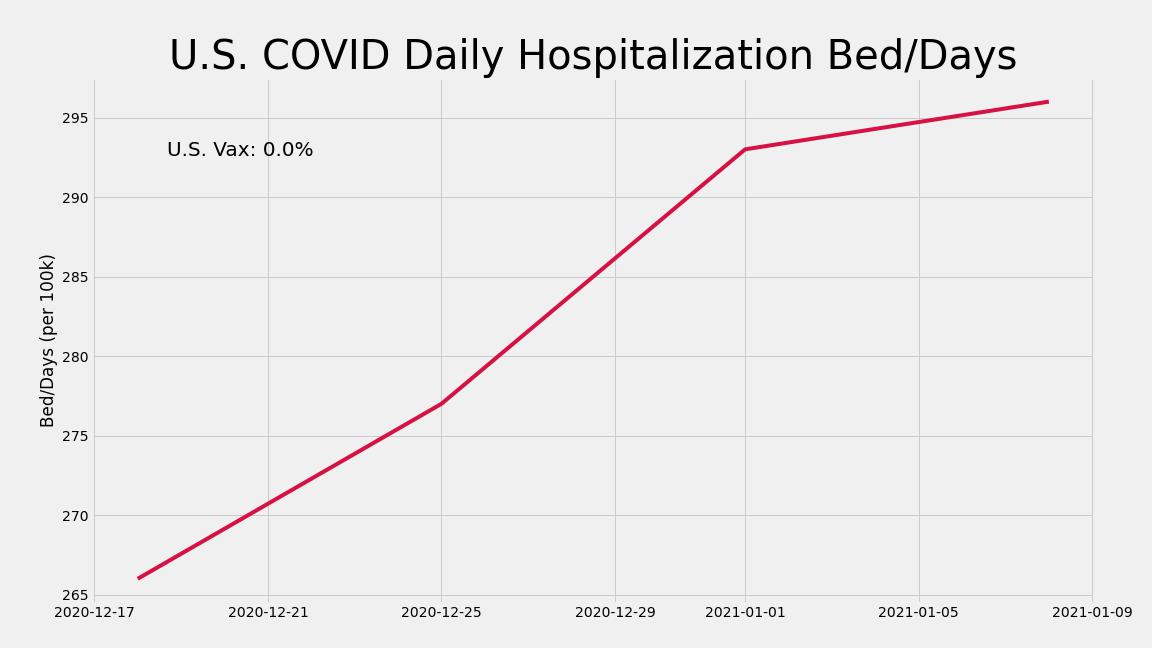 U.S. COVID Daily Hospitalization Bed/Days
U.S. Vax: 0.0%
Bed/Days (per 100k)
295
290
285
280
275
270
265
2020-12-17 2020-12-21 2020-12-25 2020-12-29 2021-01-01 2021-01-05 2021-01-09